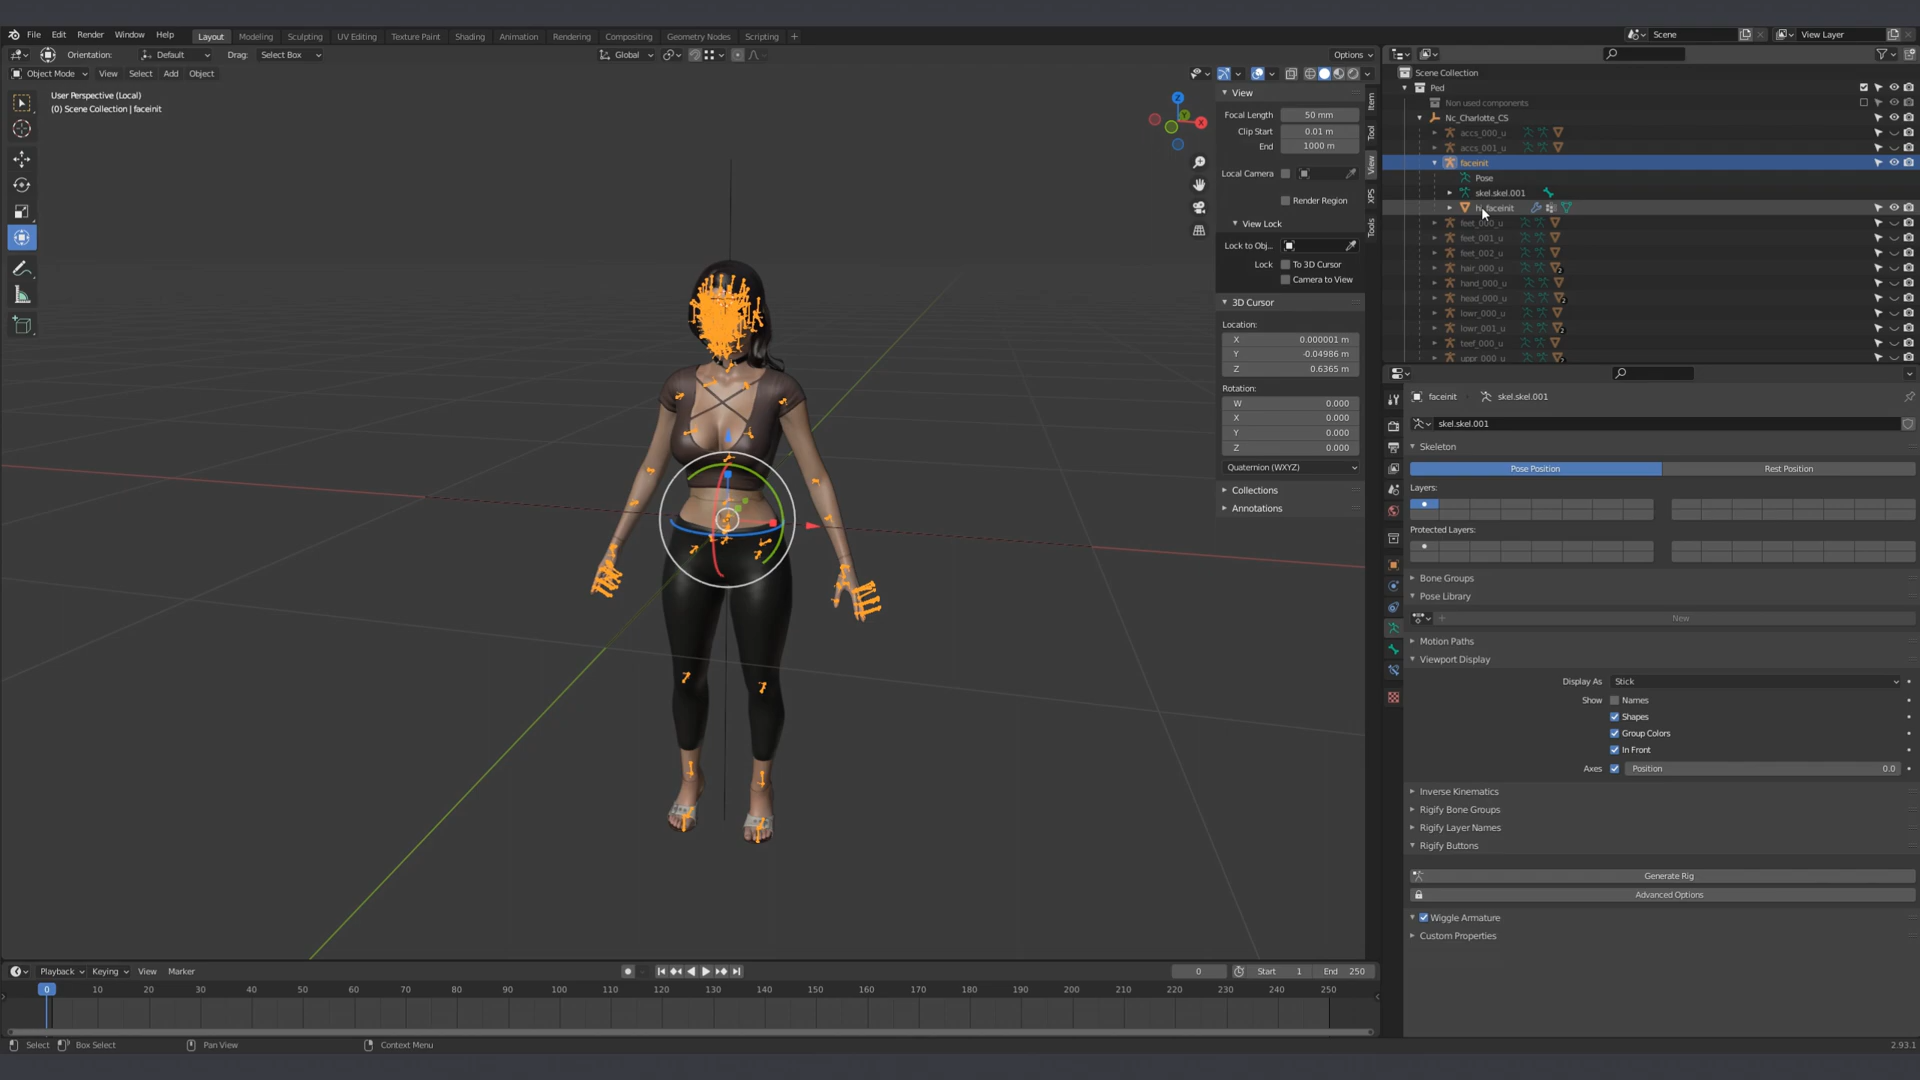 File Edit Render Window Help Layout Modeling Sculpting UV Editing Texture Paint Shading Animation Rendering Compositing Geometry Nodes Scripting + Scene View Layer
Orientation: Default Drag: Select Box Global Options
Object Mode View Select Add Object
User Perspective (Local)
(0) Scene Collection | faceinit
Z
Y
X
View
Focal Length 50 mm
Clip Start 0.01 m
End 1000 m
Local Camera
Render Region
View Lock
Lock to Obj...
Lock To 3D Cursor
Camera to View
3D Cursor
Location:
X 0.000001 m
Y -0.04986 m
Z 0.6365 m
Rotation:
W 0.000
X 0.000
Y 0.000
Z 0.000
Quaternion (WXYZ)
Collections
Annotations
Item
Tool
View
XPS
Tools
Scene Collection
Ped
Non used components
Nc_Charlotte_CS
accs_000_u
accs_001_u
faceinit
Pose
skel.skel.001
faceinit
feet_000_u
feet_001_u
feet_002_u
hair_000_u 2
hand_000_u
head_000_u 2
lowr_000_u
lowr_001_u 2
teef_000_u
uppr_000_u
faceinit skel.skel.001
skel.skel.001
Skeleton
Pose Position Rest Position
Layers:
Protected Layers:
Bone Groups
Pose Library
+ New
Motion Paths
Viewport Display
Display As Stick
Show Names
Shapes
Group Colors
In Front
Axes Position 0.0
Inverse Kinematics
Rigify Bone Groups
Rigify Layer Names
Rigify Buttons
Generate Rig
Advanced Options
Wiggle Armature
Custom Properties
Playback Keying View Marker 0 Start 1 End 250
0 10 20 30 40 50 60 70 80 90 100 110 120 130 140 150 160 170 180 190 200 210 220 230 240 250
Select Box Select Pan View Context Menu 2.93.1